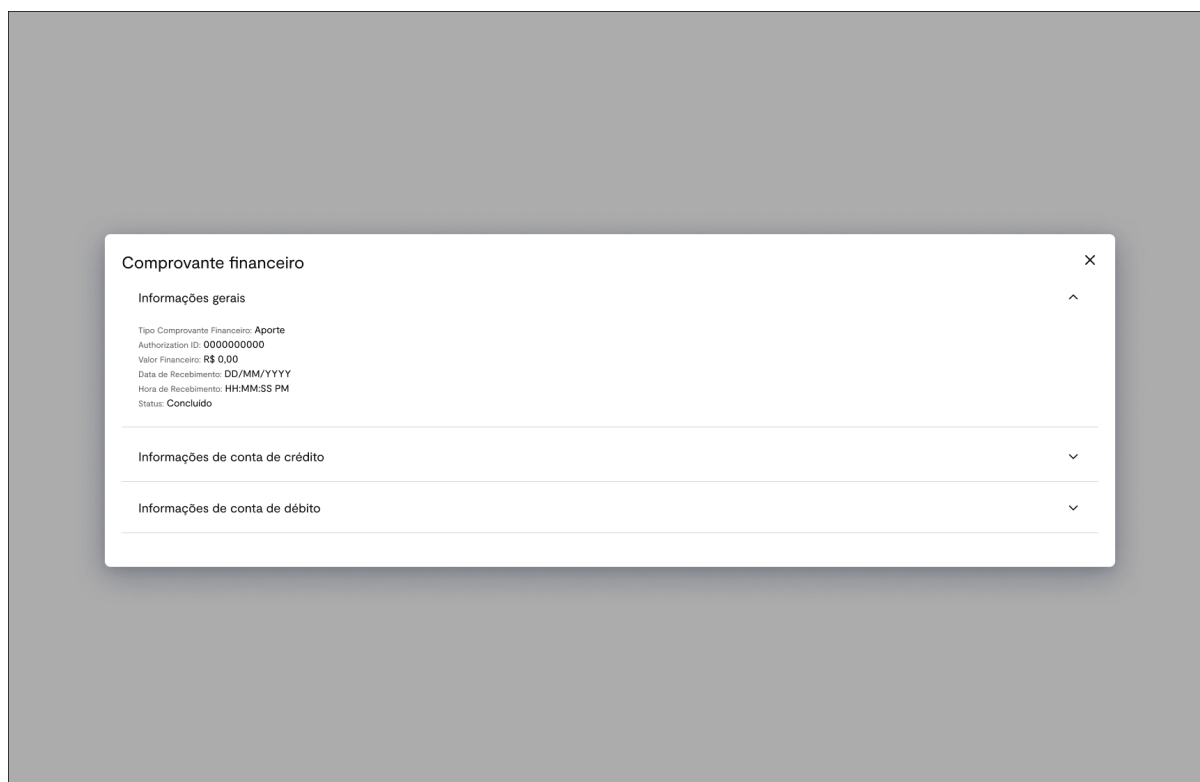 Comprovante financeiro
Informações gerais
Tipo Comprovante Financeiro: Aporte
Authorization ID: 0000000000
Valor Financeiro: R$ 0,00
Data de Recebimento: DD/MM/YYYY
Hora de Recebimento: HH:MM:SS PM
Status: Concluído
Informações de conta de crédito
Informações de conta de débito